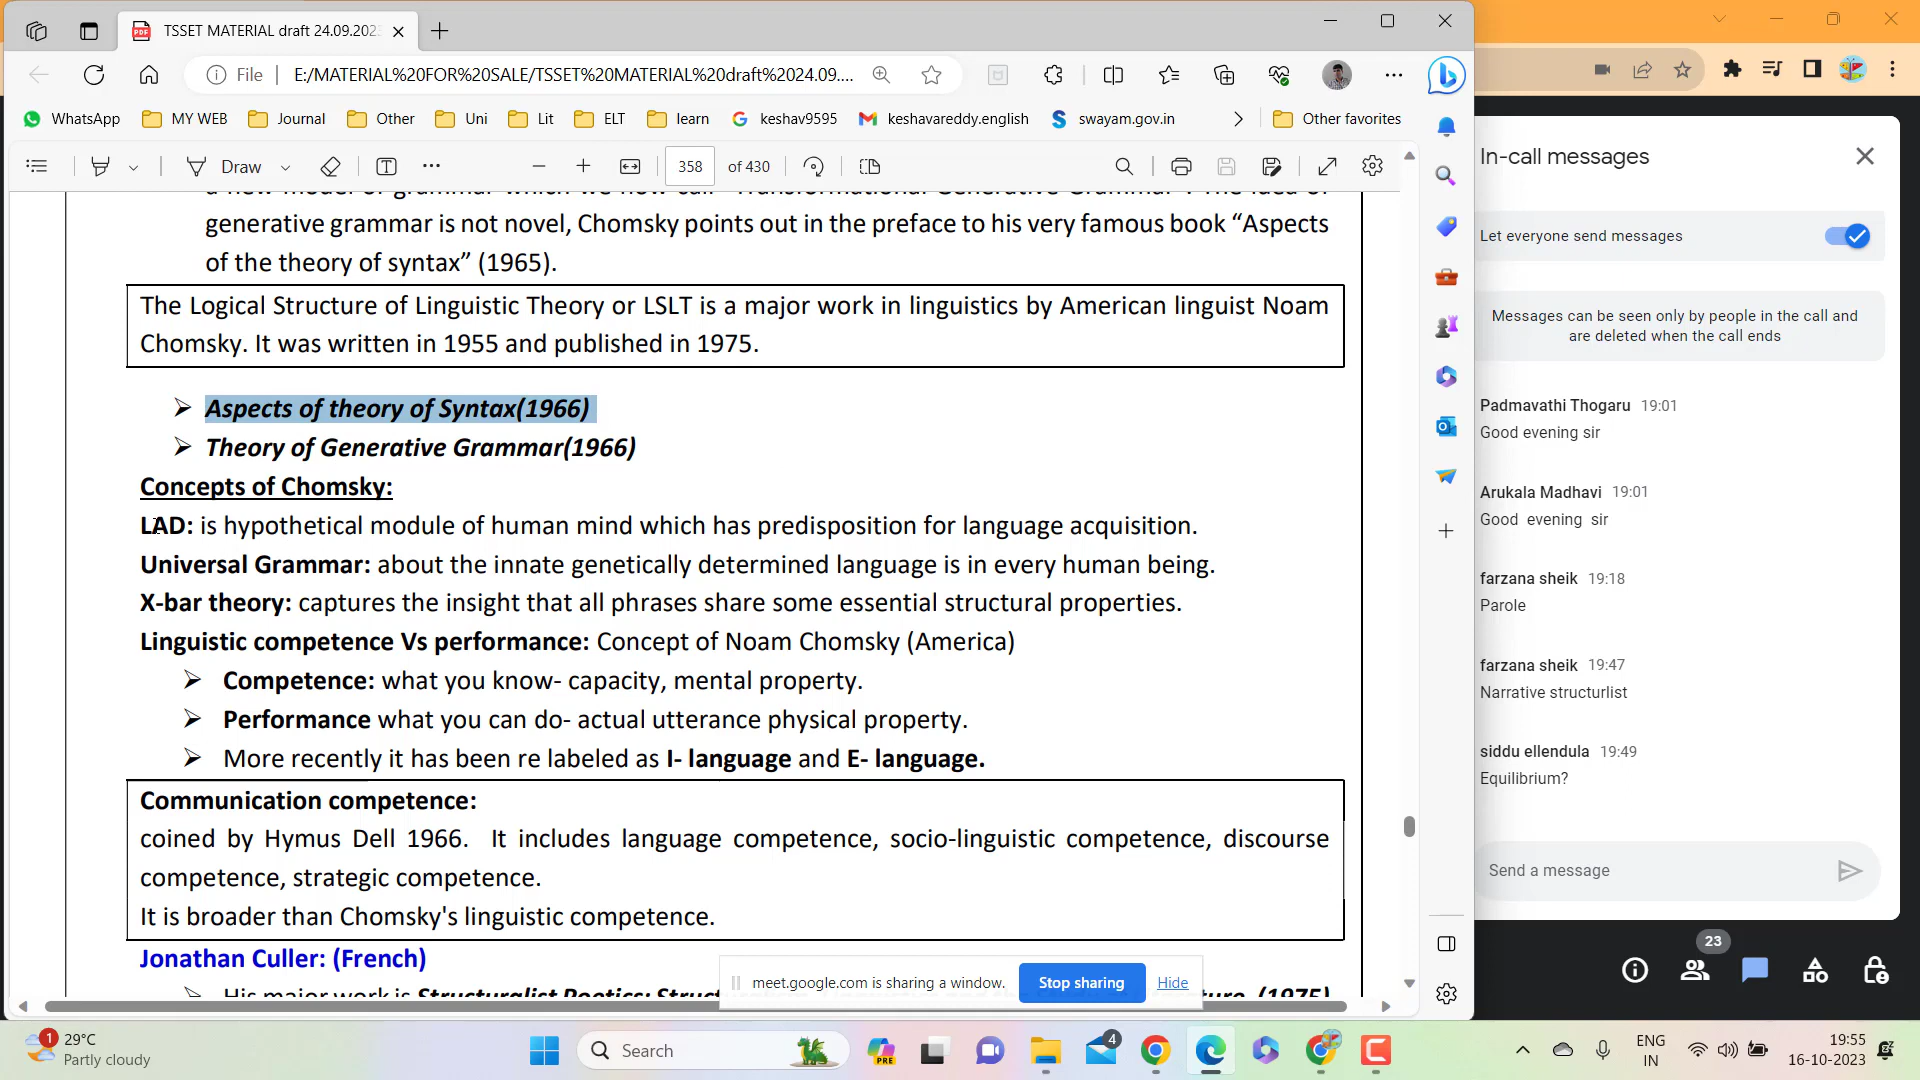 TSSET MATERIAL draft 24.09.202
File
E:/MATERIAL%20FOR%20SALE/TSSET%20MATERIAL%20draft%2024.09....
WhatsApp
MY WEB
Journal
Other
Uni
Lit
ELT
learn
keshav9595
keshavareddy.english
swayam.gov.in
Other favorites
Draw
358 of 430
generative grammar is not novel, Chomsky points out in the preface to his very famous book “Aspects
of the theory of syntax” (1965).
The Logical Structure of Linguistic Theory or LSLT is a major work in linguistics by American linguist Noam
Chomsky. It was written in 1955 and published in 1975.
➢ Aspects of theory of Syntax(1966)
➢ Theory of Generative Grammar(1966)
Concepts of Chomsky:
LAD: is hypothetical module of human mind which has predisposition for language acquisition.
Universal Grammar: about the innate genetically determined language is in every human being.
X-bar theory: captures the insight that all phrases share some essential structural properties.
Linguistic competence Vs performance: Concept of Noam Chomsky (America)
➢ Competence: what you know- capacity, mental property.
➢ Performance what you can do- actual utterance physical property.
➢ More recently it has been re labeled as I- language and E- language.
Communication competence:
coined by Hymus Dell 1966. It includes language competence, socio-linguistic competence, discourse
competence, strategic competence.
It is broader than Chomsky's linguistic competence.
Jonathan Culler: (French)
➢ His major work is Structuralist Poetics:
meet.google.com is sharing a window.
Stop sharing
Hide
In-call messages
Let everyone send messages
Messages can be seen only by people in the call and
are deleted when the call ends
Padmavathi Thogaru 19:01
Good evening sir
Arukala Madhavi 19:01
Good evening sir
farzana sheik 19:18
Parole
farzana sheik 19:47
Narrative structurlist
siddu ellendula 19:49
Equilibrium?
Send a message
23
1
29°C
Partly cloudy
Search
PRE
4
ENG
IN
19:55
16-10-2023